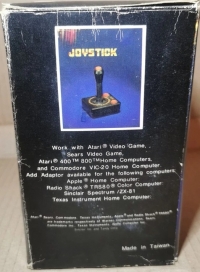 JOYSTICK
Work with Atari® Video Game,
Sears Video Game,
Atari® 400™ 800™ Home Computers,
and Commodore VIC-20 Home Computer.
Add Adaptor available for the following computers
Apple® Home Computer
Radio Shack® TRS80® Color Computer
Sinclair Spectrum /ZX-81
Texas Instrument Home Computer
Made in Taiwan